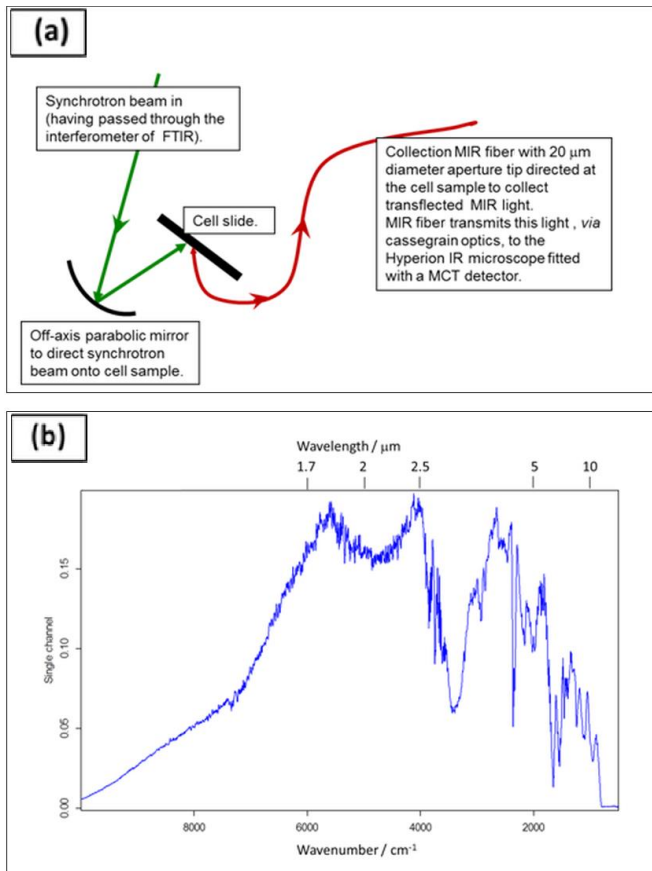 (a)
Synchrotron beam in
(having passed through the
interferometer of FTIR).
Cell slide.
Collection MIR fiber with 20 μm
diameter aperture tip directed at
the cell sample to collect
transflected MIR light.
MIR fiber transmits this light , via
cassegrain optics, to the
Hyperion IR microscope fitted
with a MCT detector.
Off-axis parabolic mirror
to direct synchrotron
beam onto cell sample.
(b)
Wavelength / μm
1.7 2 2.5 5 10
0.15
0.10
0.05
0.00
Single channel
8000 6000 4000 2000
Wavenumber / cm⁻¹